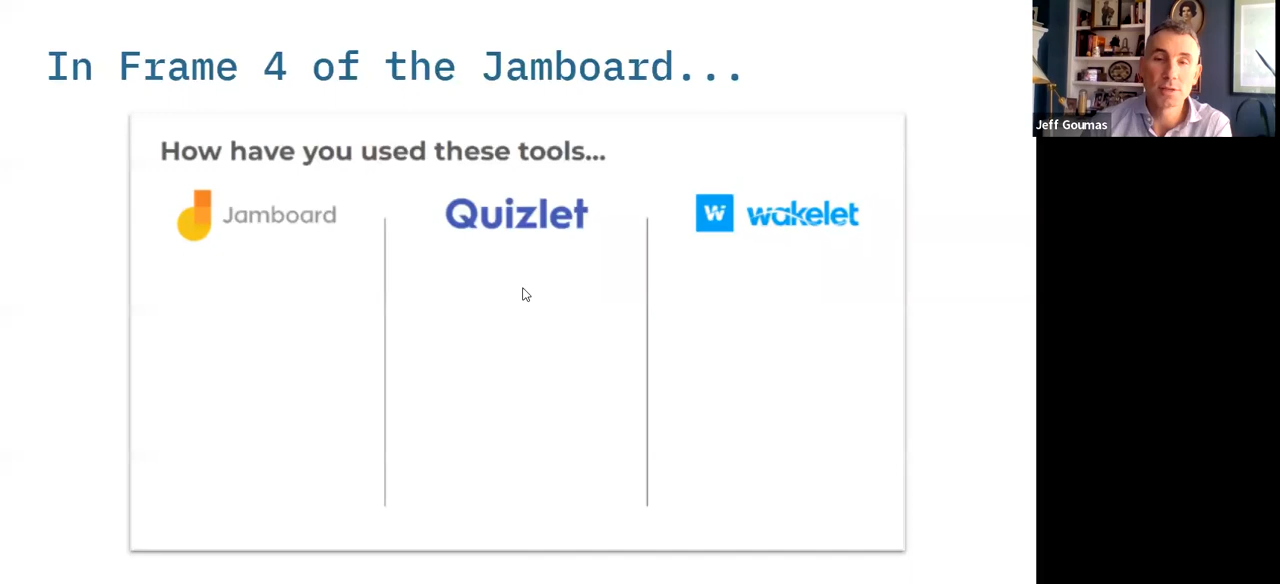 In Frame 4 of the Jamboard...
How have you used these tools...
Jamboard
Quizlet
w wakelet
Jeff Goumas